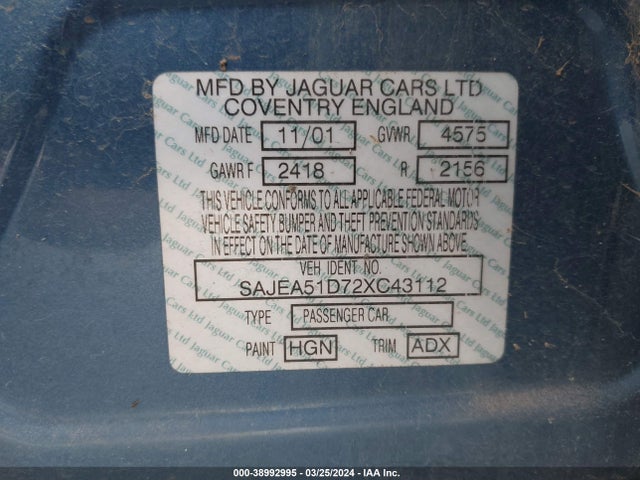 MFD BY JAGUAR CARS LTD
COVENTRY ENGLAND
MFD DATE 11/01 GVWR 4575
GAWR F 2418 R 2156
THIS VEHICLE CONFORMS TO ALL APPLICABLE FEDERAL MOTOR
VEHICLE SAFETY, BUMPER AND THEFT PREVENTION STANDARDS
IN EFFECT ON THE DATE OF MANUFACTURE SHOWN ABOVE.
VEH. IDENT NO.
SAJEA51D72XC43112
TYPE PASSENGER CAR
PAINT HGN TRIM ADX
000-38992995 - 03/25/2024 - IAA Inc.